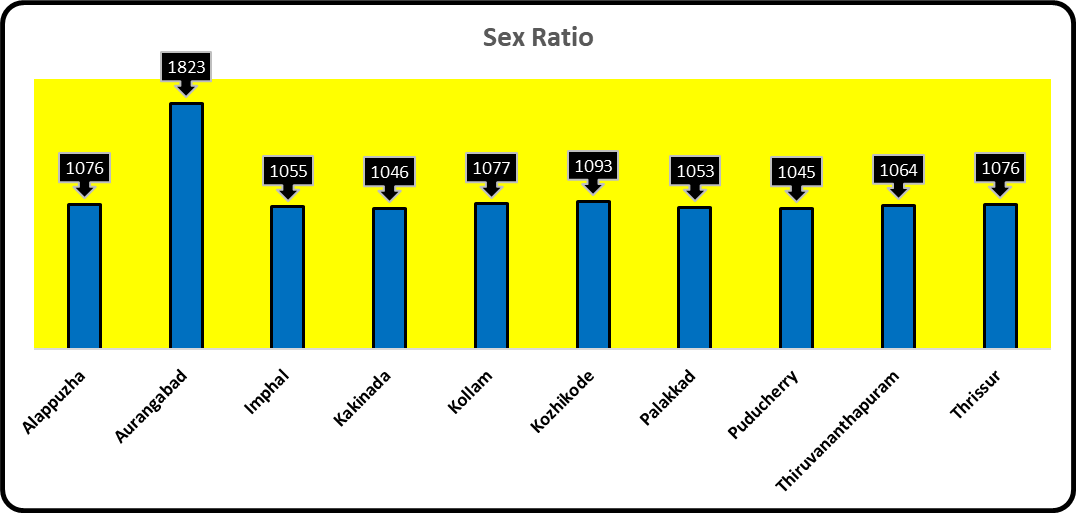 Sex Ratio
1076
1823
1055
1046
1077
1093
1053
1045
1064
1076
Alappuzha
Aurangabad
Imphal
Kakinada
Kollam
Kozhikode
Palakkad
Puducherry
Thiruvananthapuram
Thrissur